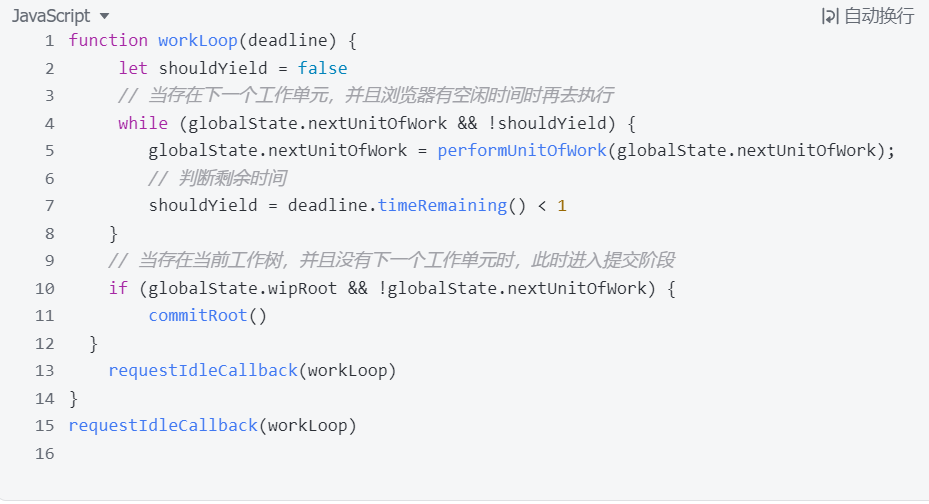 JavaScript
自动换行
1 function workLoop(deadline) {
2 let shouldYield = false
3 // 当存在下一个工作单元，并且浏览器有空闲时间时再去执行
4 while (globalState.nextUnitOfWork && !shouldYield) {
5 globalState.nextUnitOfWork = performUnitOfWork(globalState.nextUnitOfWork);
6 // 判断剩余时间
7 shouldYield = deadline.timeRemaining() < 1
8 }
9 // 当存在当前工作树，并且没有下一个工作单元时，此时进入提交阶段
10 if (globalState.wipRoot && !globalState.nextUnitOfWork) {
11 commitRoot()
12 }
13 requestIdleCallback(workLoop)
14 }
15 requestIdleCallback(workLoop)
16